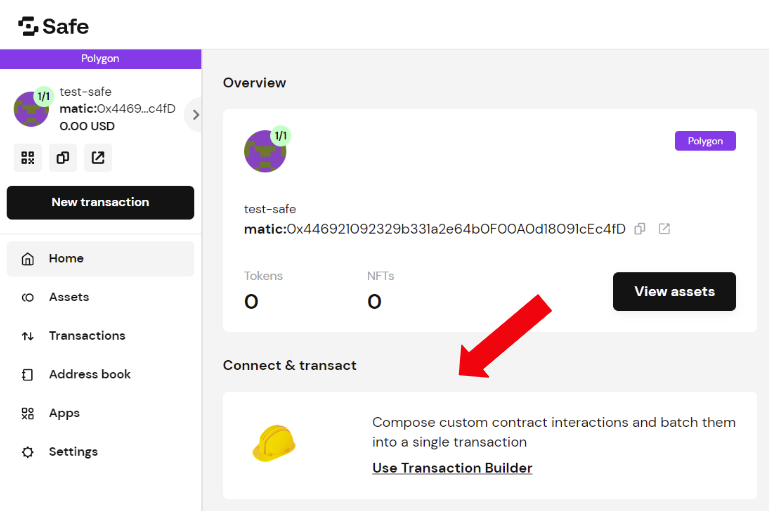 Safe
Polygon
1/1
test-safe
matic:0x4469...c4fD
0.00 USD
New transaction
Home
Assets
Transactions
Address book
Apps
Settings
Overview
1/1
Polygon
test-safe
matic:0x446921092329b331a2e64b0F00A0d18091cEc4fD
Tokens
NFTs
0
0
View assets
Connect & transact
Compose custom contract interactions and batch them
into a single transaction
Use Transaction Builder